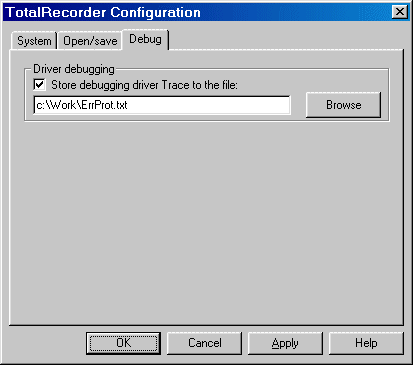 TotalRecorder Configuration
System Open/save Debug
Driver debugging
Store debugging driver Trace to the file:
c:\Work\ErrProt.txt Browse
OK Cancel Apply Help